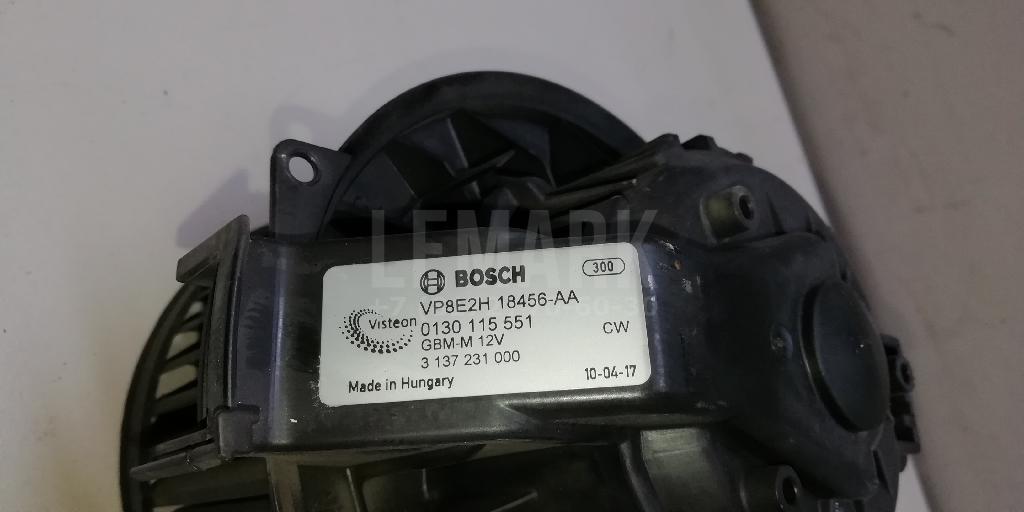 LEMARK
BOSCH
300
VP8E2H 18456-AA
Visteon
0130 115 551
CW
GBM-M 12V
3 137 231 000
Made in Hungary
10-04-17